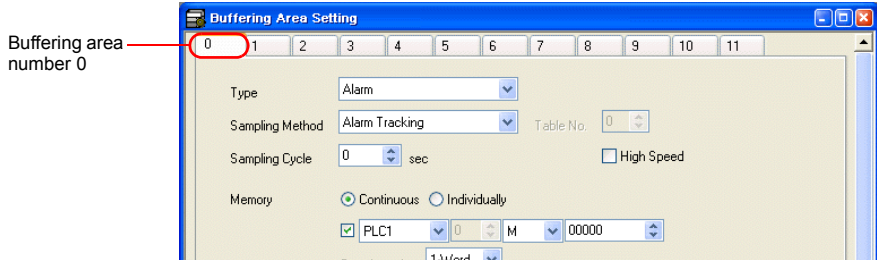 Buffering Area Setting
Buffering area
number 0
0 1 2 3 4 5 6 7 8 9 10 11
Type Alarm
Sampling Method Alarm Tracking Table No. 0
Sampling Cycle 0 sec High Speed
Memory Continuous Individually
PLC1 0 M 00000
1-Word